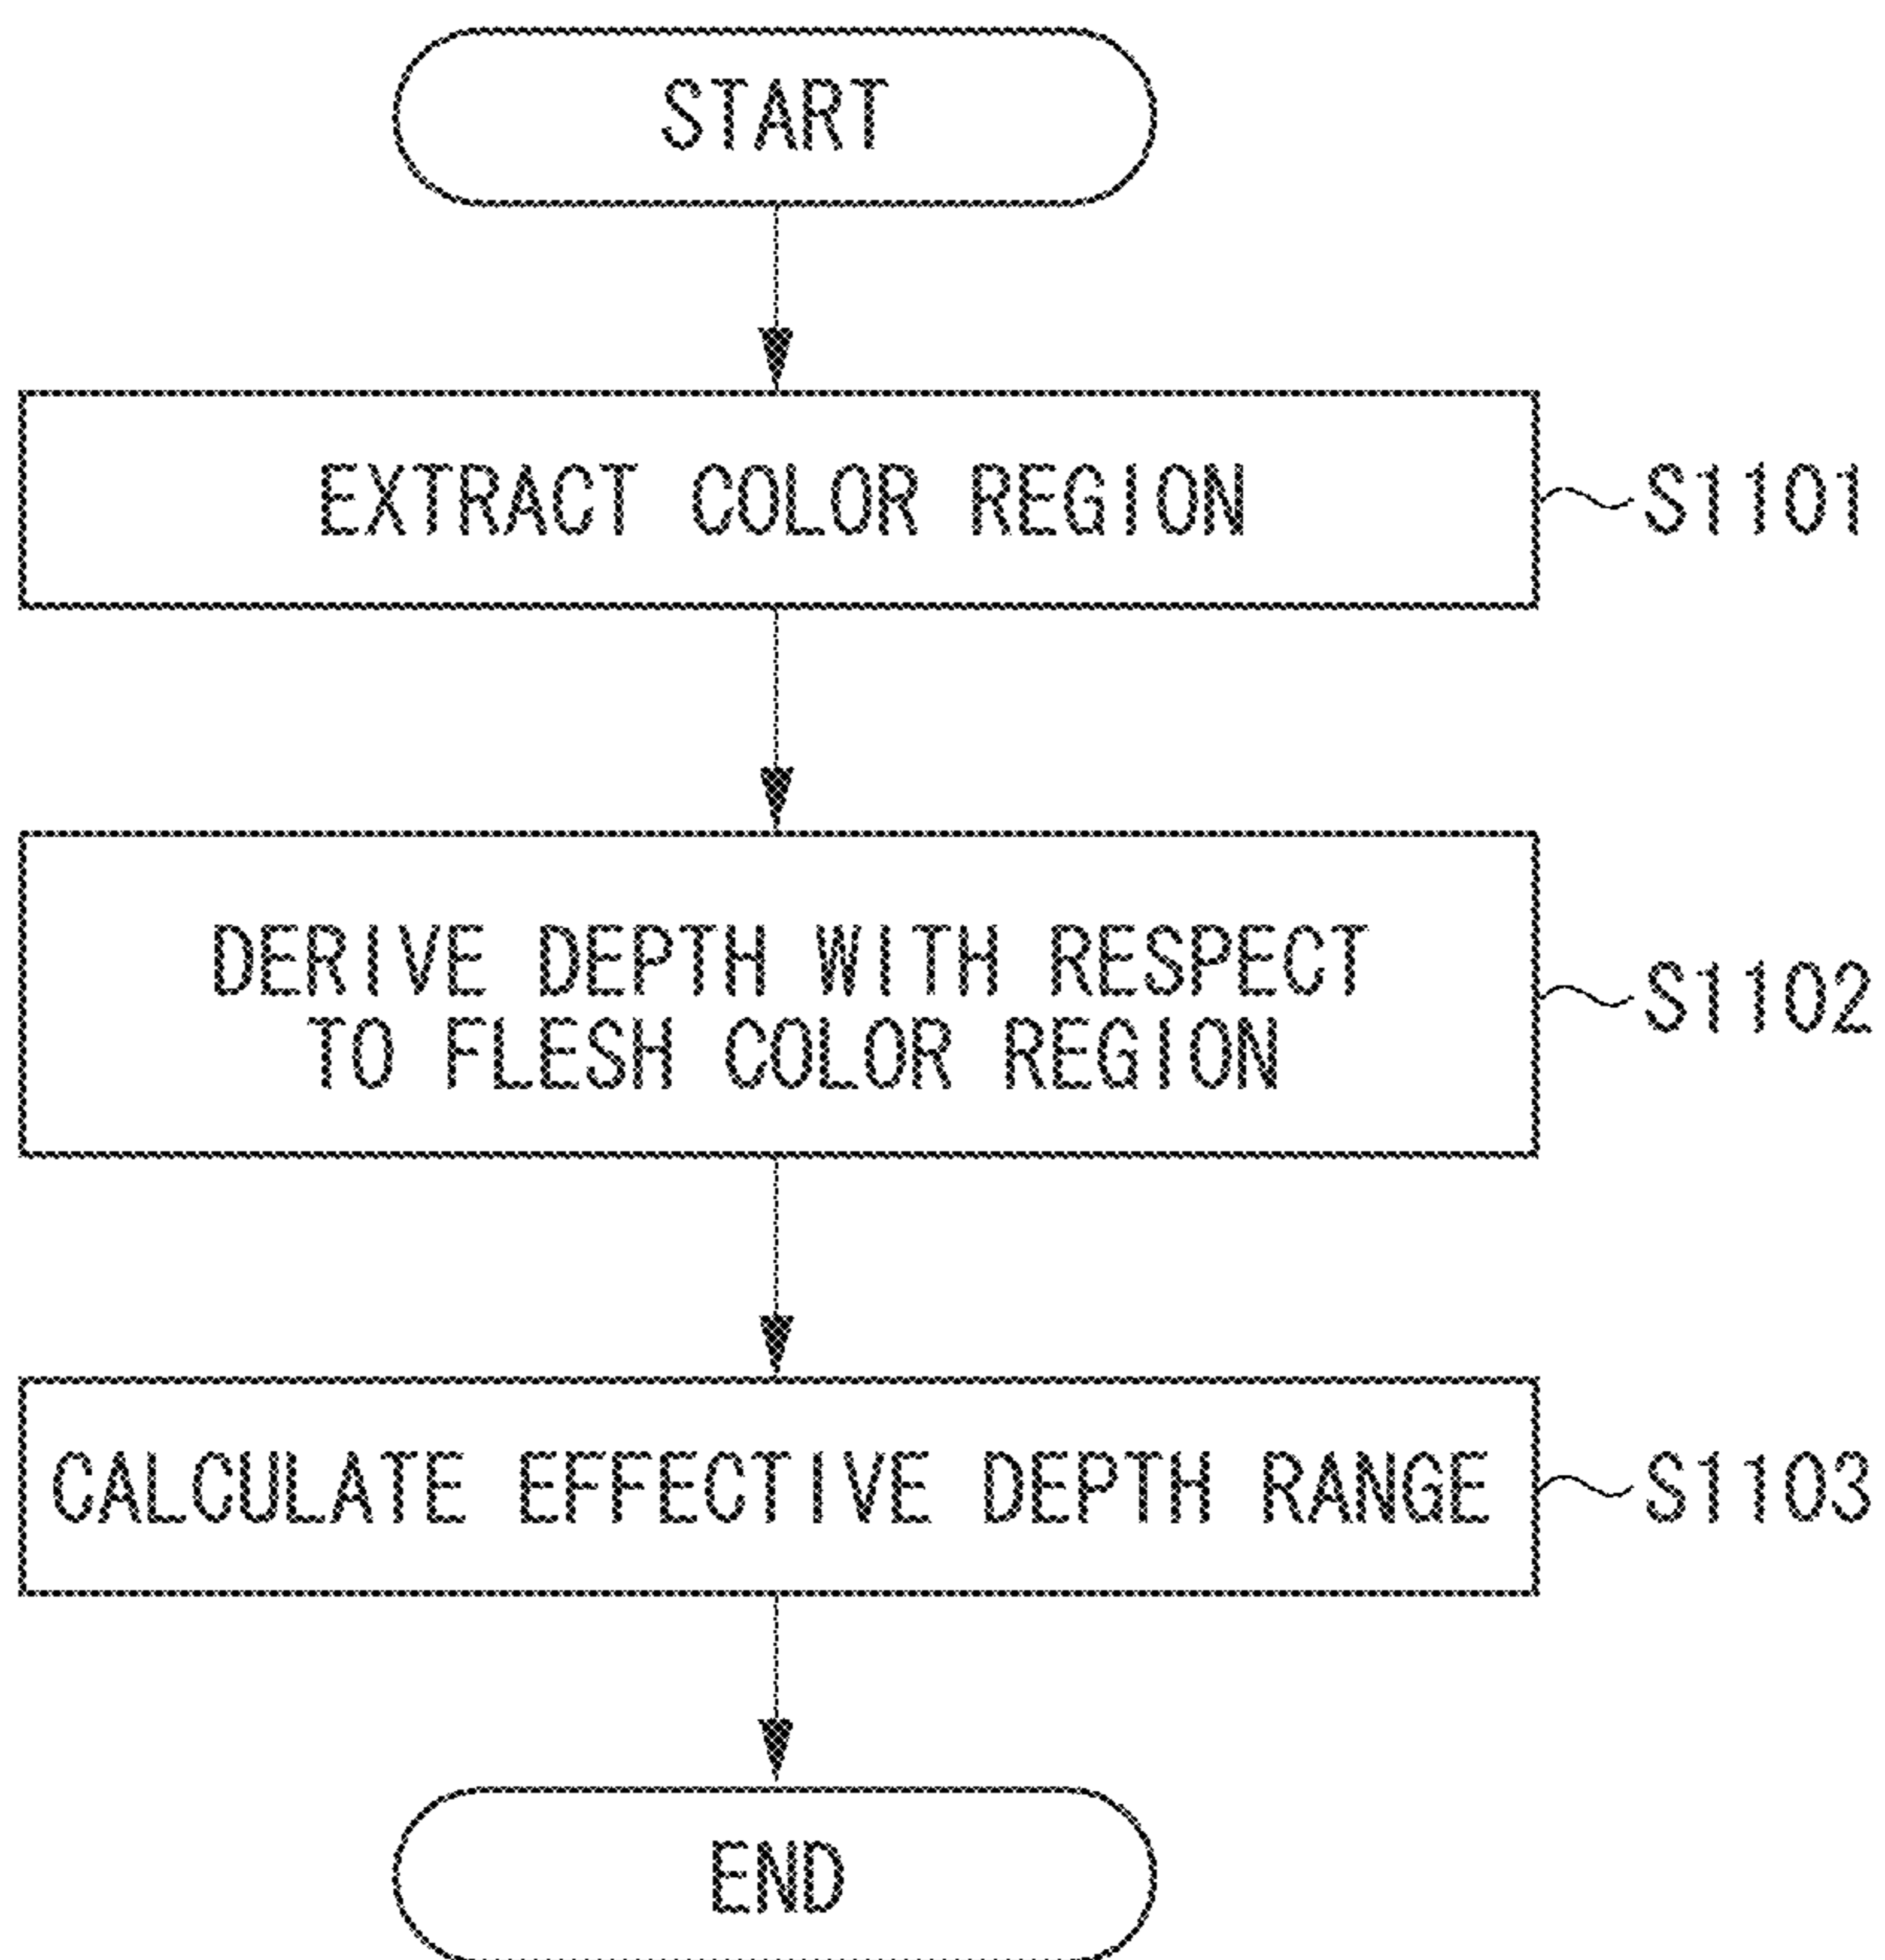 START
EXTRACT COLOR REGION
S1101
DERIVE DEPTH WITH RESPECT
TO FLESH COLOR REGION
S1102
CALCULATE EFFECTIVE DEPTH RANGE
S1103
END